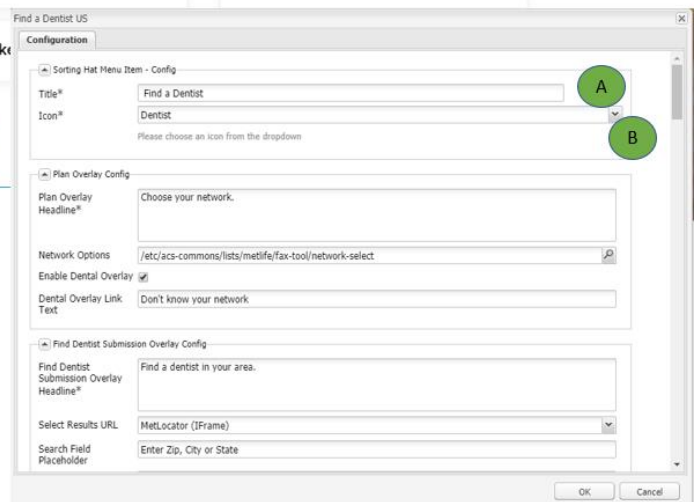 Find a Dentist US
Configuration
Sorting Hat Menu Item - Config
Title*
Find a Dentist
A
Icon*
Dentist
Please choose an icon from the dropdown
B
Plan Overlay Config
Plan Overlay
Headline*
Choose your network.
Network Options
/etc/acs-commons/lists/metlife/fax-tool/network-select
Enable Dental Overlay
Dental Overlay Link
Text
Don't know your network
Find Dentist Submission Overlay Config
Find Dentist
Submission Overlay
Headline*
Find a dentist in your area.
Select Results URL
MetLocator (IFrame)
Search Field
Placeholder
Enter Zip, City or State
OK
Cancel